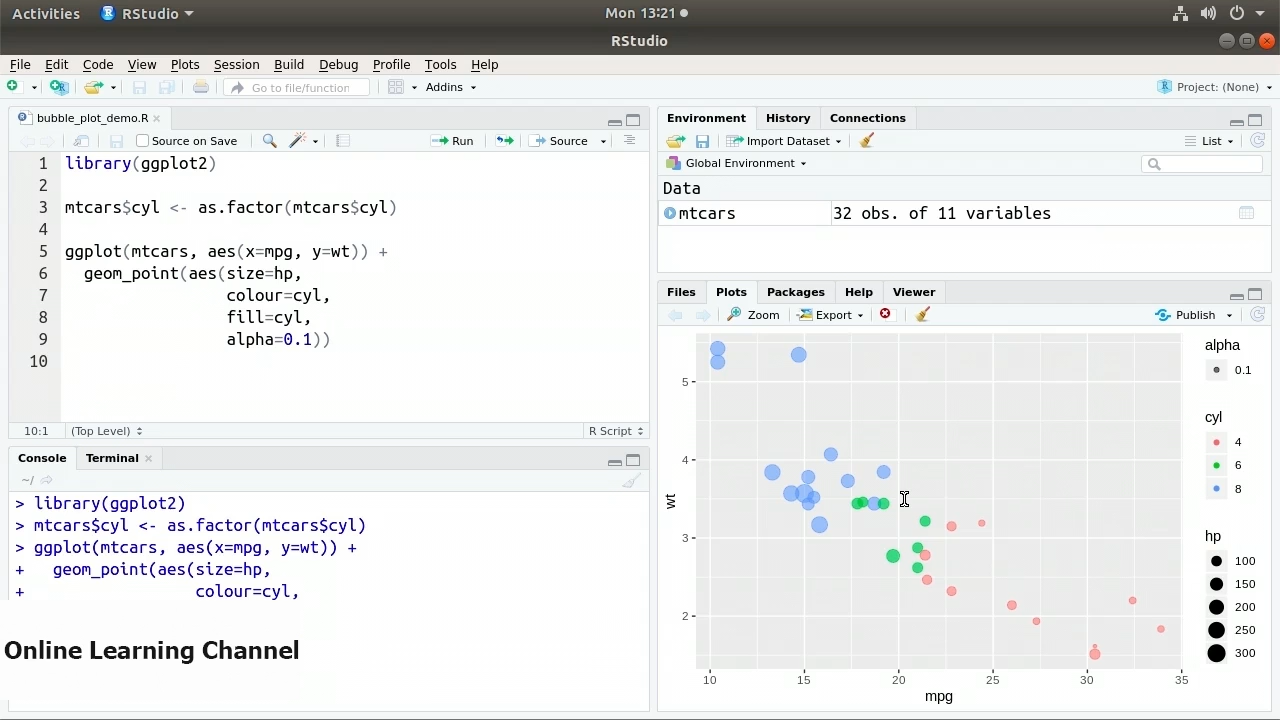 Activities RStudio Mon 13:21
RStudio
File Edit Code View Plots Session Build Debug Profile Tools Help
Go to file/function Addins Project: (None)
bubble_plot_demo.R
Source on Save Run Source
1 library(ggplot2)
2
3 mtcars$cyl <- as.factor(mtcars$cyl)
4
5 ggplot(mtcars, aes(x=mpg, y=wt)) +
6 geom_point(aes(size=hp,
7 colour=cyl,
8 fill=cyl,
9 alpha=0.1))
10
10:1 (Top Level) R Script
Console Terminal
~/
> library(ggplot2)
> mtcars$cyl <- as.factor(mtcars$cyl)
> ggplot(mtcars, aes(x=mpg, y=wt)) +
+ geom_point(aes(size=hp,
+ colour=cyl,
Online Learning Channel
Environment History Connections
Import Dataset List
Global Environment
Data
mtcars 32 obs. of 11 variables
Files Plots Packages Help Viewer
Zoom Export Publish
5
4
3
2
wt
10 15 20 25 30 35
mpg
alpha
0.1
cyl
4
6
8
hp
100
150
200
250
300